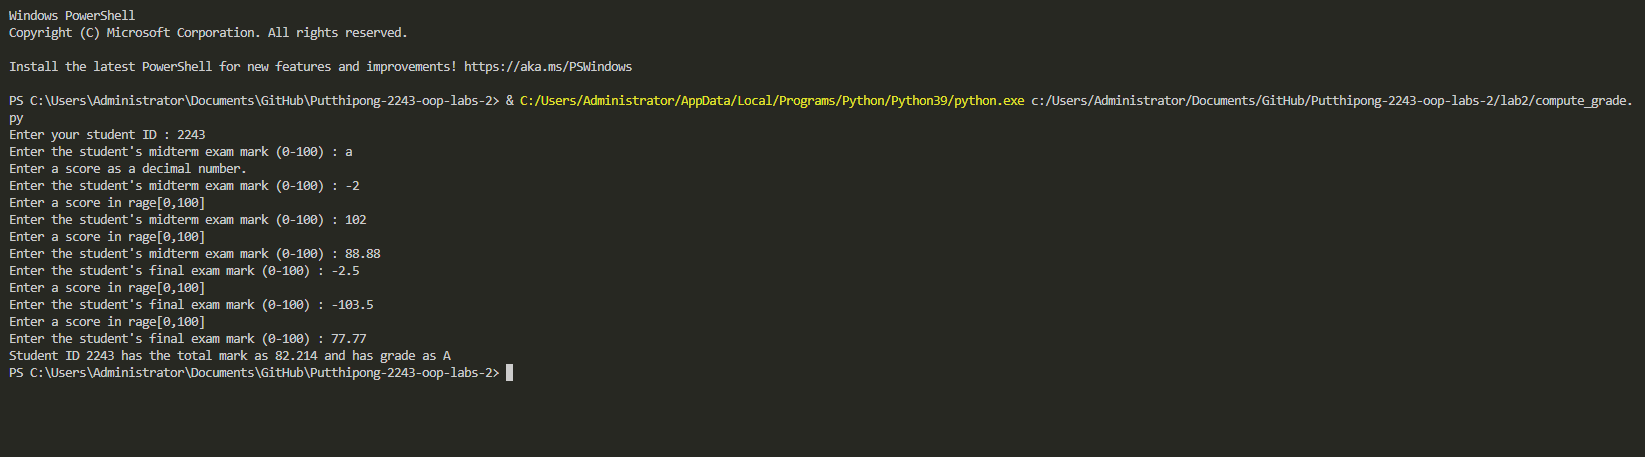 Windows PowerShell
Copyright (C) Microsoft Corporation. All rights reserved.
Install the latest PowerShell for new features and improvements! https://aka.ms/PSWindows
PS C:\Users\Administrator\Documents\GitHub\Putthipong-2243-oop-labs-2> & C:/Users/Administrator/AppData/Local/Programs/Python/Python39/python.exe c:/Users/Administrator/Documents/GitHub/Putthipong-2243-oop-labs-2/lab2/compute_grade.
py
Enter your student ID : 2243
Enter the student's midterm exam mark (0-100) : a
Enter a score as a decimal number.
Enter the student's midterm exam mark (0-100) : -2
Enter a score in rage[0,100]
Enter the student's midterm exam mark (0-100) : 102
Enter a score in rage[0,100]
Enter the student's midterm exam mark (0-100) : 88.88
Enter the student's final exam mark (0-100) : -2.5
Enter a score in rage[0,100]
Enter the student's final exam mark (0-100) : -103.5
Enter a score in rage[0,100]
Enter the student's final exam mark (0-100) : 77.77
Student ID 2243 has the total mark as 82.214 and has grade as A
PS C:\Users\Administrator\Documents\GitHub\Putthipong-2243-oop-labs-2>